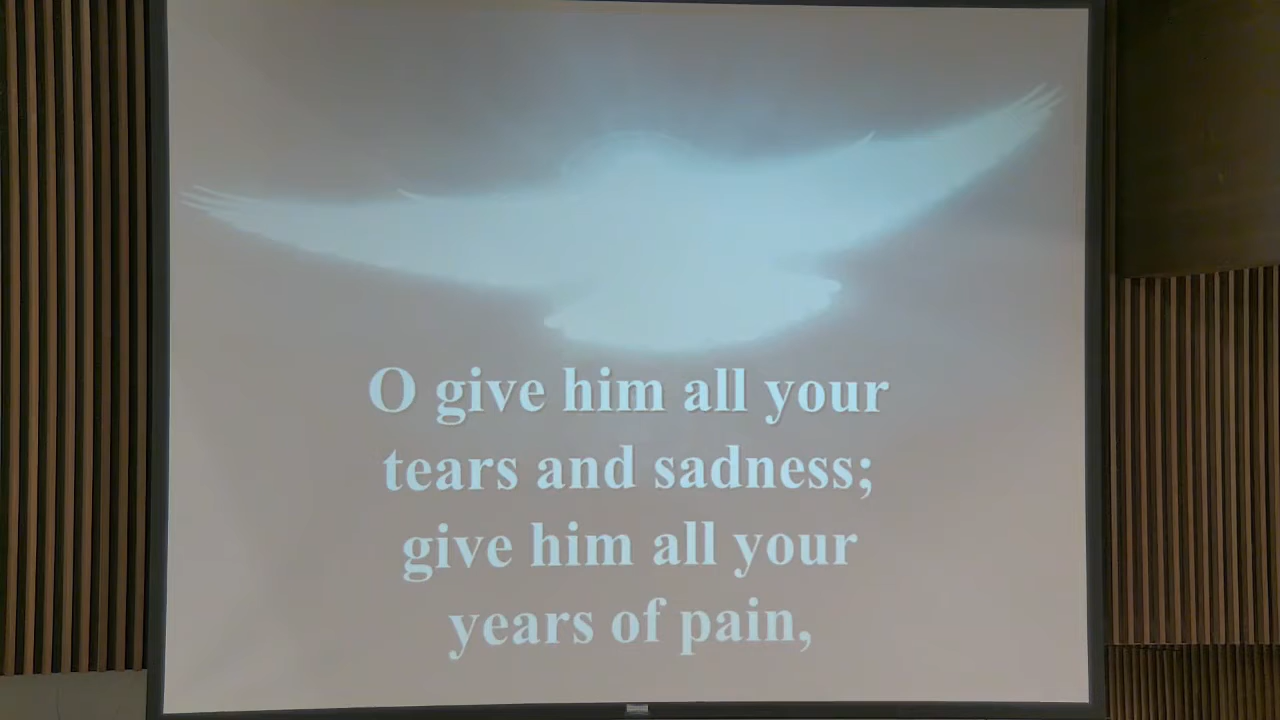 O give him all your
tears and sadness;
give him all your
years of pain,